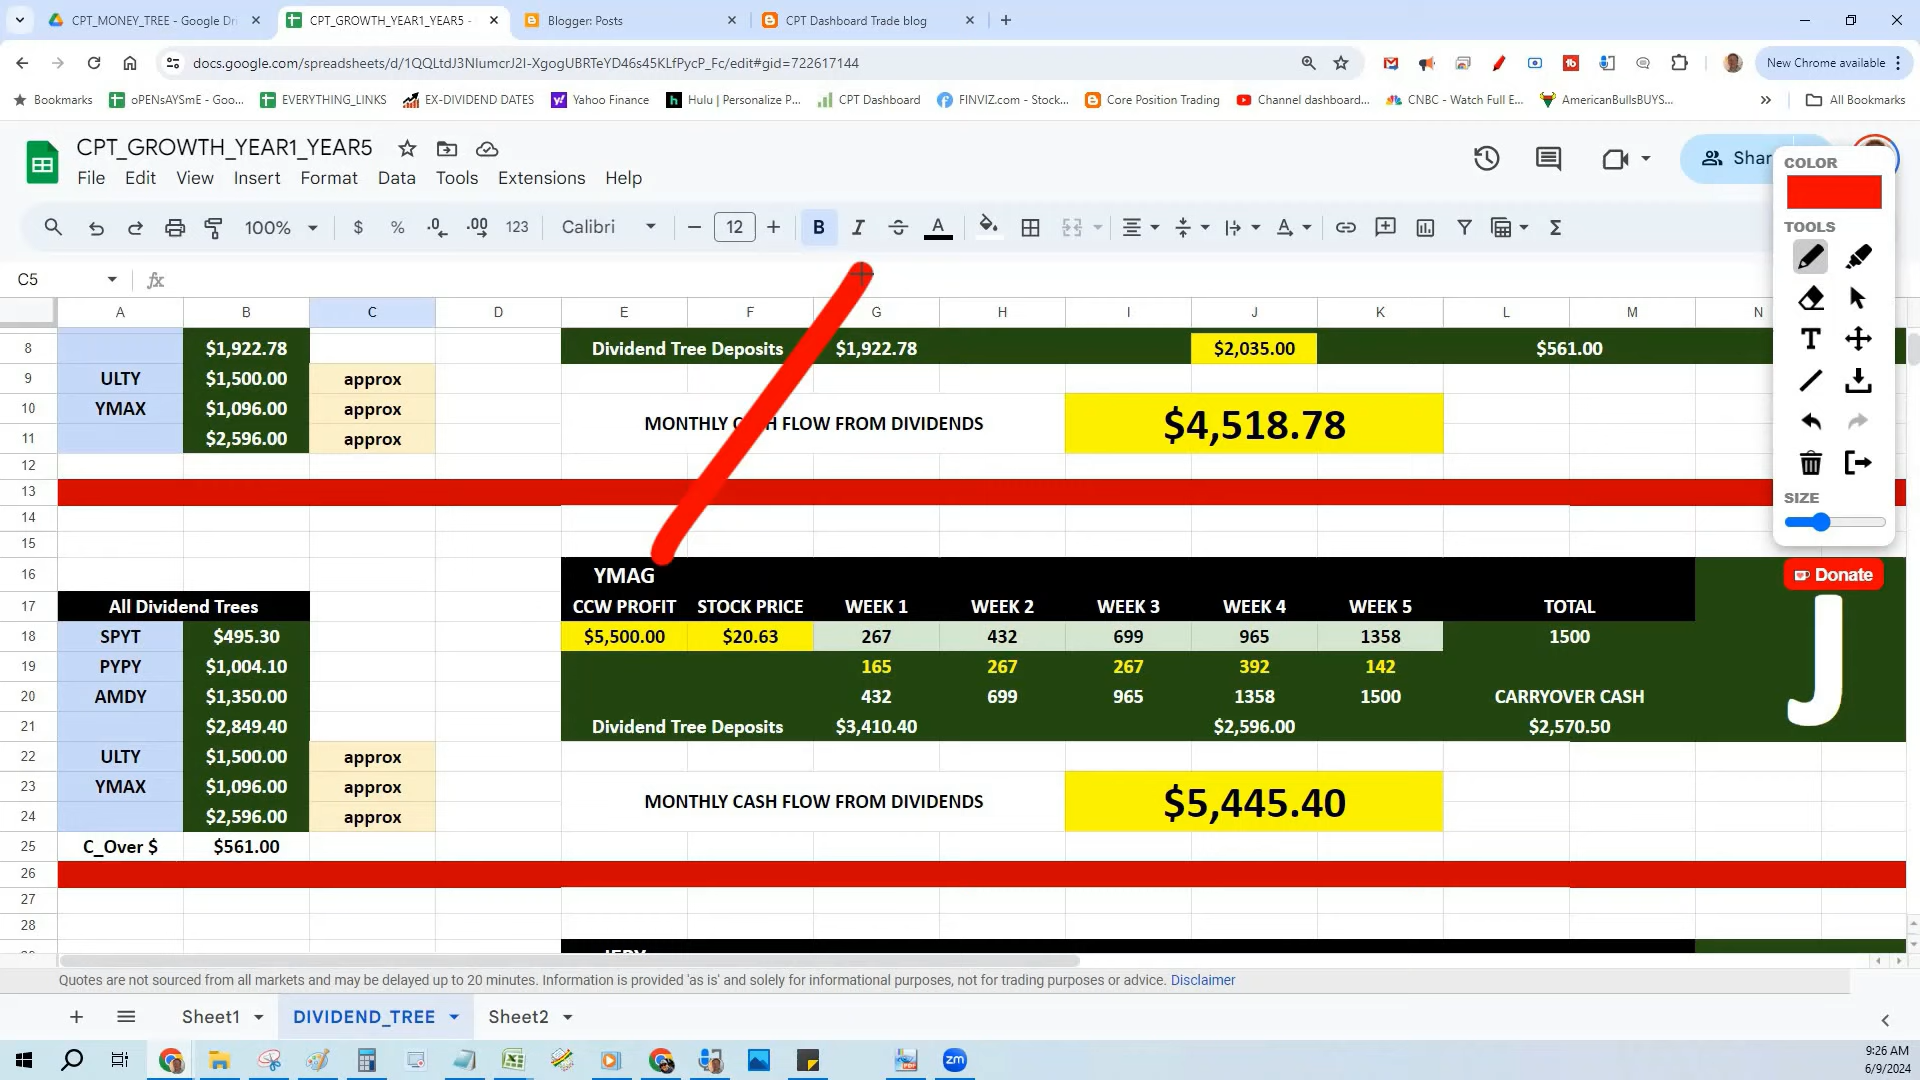 CPT_MONEY_TREE - Google Dri
CPT_GROWTH_YEAR1_YEAR5 -
Blogger: Posts
CPT Dashboard Trade blog
docs.google.com/spreadsheets/d/1QQLtdJ3NIumcrJ2I-XgogUBRTeYD46s45KLfPycP_Fc/edit#gid=722617144
New Chrome available
Bookmarks
oPENsAYSmE - Goo...
EVERYTHING_LINKS
EX-DIVIDEND DATES
Yahoo Finance
Hulu | Personalize P...
CPT Dashboard
FINVIZ.com - Stock...
Core Position Trading
Channel dashboard...
CNBC - Watch Full E...
AmericanBullsBUYS...
All Bookmarks
CPT_GROWTH_YEAR1_YEAR5
Shar
File Edit View Insert Format Data Tools Extensions Help
100% $ % .0 .00 123 Calibri 12 B I A
C5 fx
COLOR
TOOLS
T
SIZE
Donate
A B C D E F G H I J K L M N
8 $1,922.78 Dividend Tree Deposits $1,922.78 $2,035.00 $561.00
9 ULTY $1,500.00 approx
10 YMAX $1,096.00 approx MONTHLY CASH FLOW FROM DIVIDENDS $4,518.78
11 $2,596.00 approx
12
13
14
15
16 YMAG
17 All Dividend Trees CCW PROFIT STOCK PRICE WEEK 1 WEEK 2 WEEK 3 WEEK 4 WEEK 5 TOTAL J
18 SPYT $495.30 $5,500.00 $20.63 267 432 699 965 1358 1500
19 PYPY $1,004.10 165 267 267 392 142
20 AMDY $1,350.00 432 699 965 1358 1500 CARRYOVER CASH
21 $2,849.40 Dividend Tree Deposits $3,410.40 $2,596.00 $2,570.50
22 ULTY $1,500.00 approx
23 YMAX $1,096.00 approx MONTHLY CASH FLOW FROM DIVIDENDS $5,445.40
24 $2,596.00 approx
25 C_Over $ $561.00
26
27
28
Quotes are not sourced from all markets and may be delayed up to 20 minutes. Information is provided 'as is' and solely for informational purposes, not for trading purposes or advice. Disclaimer
Sheet1 DIVIDEND_TREE Sheet2
zm
9:26 AM
6/9/2024